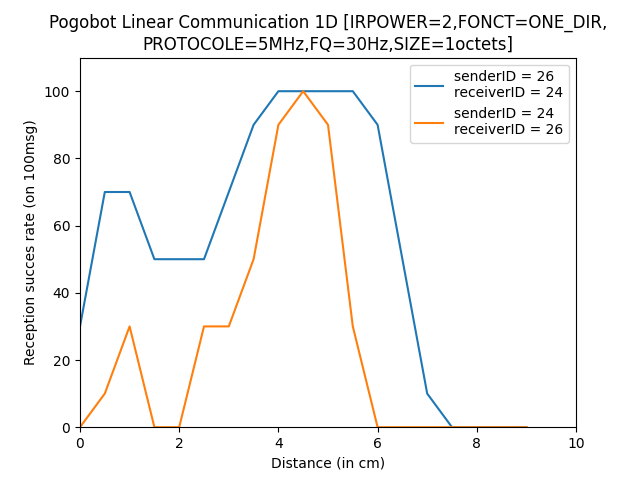 Pogobot Linear Communication 1D [IRPOWER=2,FONCT=ONE_DIR,
PROTOCOLE=5MHz,FQ=30Hz,SIZE=1octets]
senderID = 26
receiverID = 24
senderID = 24
receiverID = 26
Reception succes rate (on 100msg)
100
80
60
40
20
0
0 2 4 6 8 10
Distance (in cm)